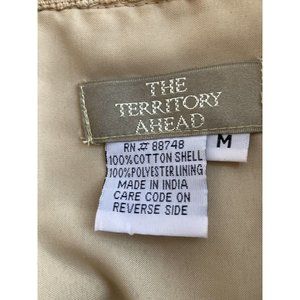 THE
TERRITORY
AHEAD
M
RN # 88748
100% COTTON SHELL
100% POLYESTER LINING
MADE IN INDIA
CARE CODE ON
REVERSE SIDE